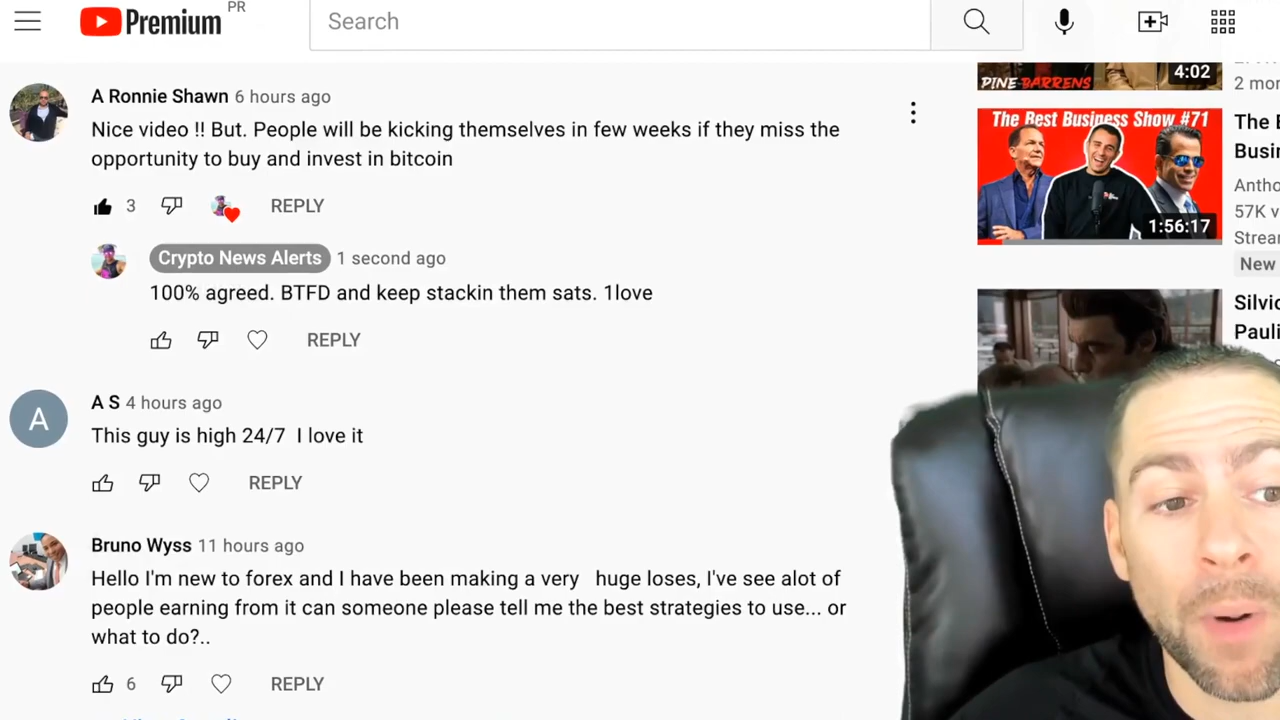 PR
Premium
Search
A Ronnie Shawn 6 hours ago
Nice video !! But. People will be kicking themselves in few weeks if they miss the
opportunity to buy and invest in bitcoin
3 REPLY
Crypto News Alerts 1 second ago
100% agreed. BTFD and keep stackin them sats. 1love
REPLY
A
A S 4 hours ago
This guy is high 24/7 I love it
REPLY
Bruno Wyss 11 hours ago
Hello I'm new to forex and I have been making a very huge loses, I've see alot of
people earning from it can someone please tell me the best strategies to use... or
what to do?..
6 REPLY
PINE BARRENS
4:02
2 mor
The Best Business Show #71
1:56:17
The
Busin
Antho
57K v
Strea
New
Silvio
Pauli